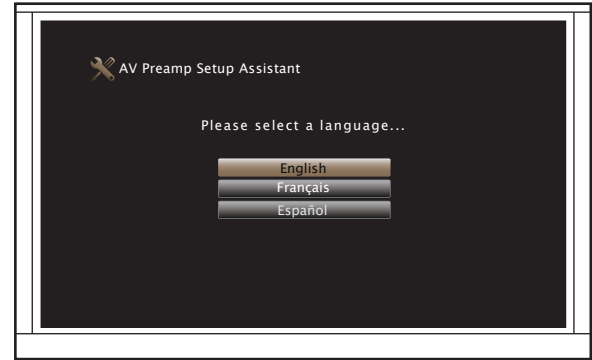 AV Preamp Setup Assistant
Please select a language...
English
Français
Español